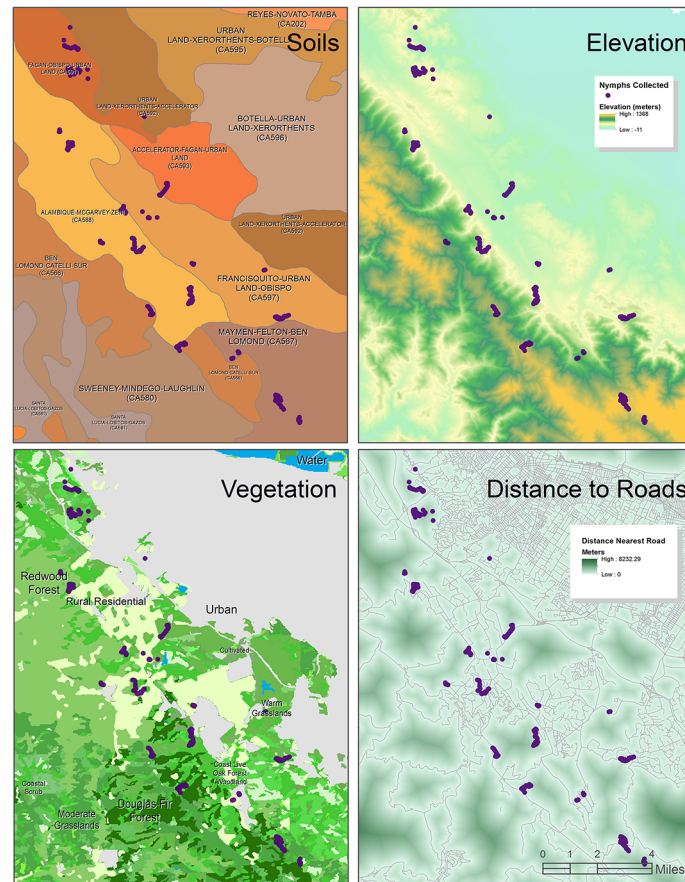 REYES-NOVATO-TAMBA
(CA202)
URBAN
LAND-XERORTHENTS-BOTELL
(CA595)
Soils
FAGAN-OBISPO-URBAN
URBAN
LAND-XERORTHENTS-ACCELERATOR
BOTELLA-URBAN
LAND-XERORTHENTS
(CA596)
ACCELERATOR-FAGAN-URBAN
LAND
(CA593)
ALAMBIQUE-MCGARVEY-ZENI
(CA588)
URBAN
LAND-XERORTHENTS-ACCELERATOR
BEN
LOMOND-CATELLI-SUR
(CA566)
FRANCISQUITO-URBAN
LAND-OBISPO
(CA597)
MAYMEN-FELTON-BEN
LOMOND (CA567)
BEN
LOMOND-CATELLI-SUR
SWEENEY-MINDEGO-LAUGHLIN
(CA580)
SANTA
LUCIA-LOBITOS-GAZOS
SANTA
LUCIA-LOBITOS-GAZOS
Elevation
Nymphs Collected
Elevation (meters)
High : 1368
Low : -11
Water
Vegetation
Redwood
Forest
Rural Residential
Urban
Cultivated
Warm
Grasslands
Coast Live
Oak Forest
Woodland
Coastal
Scrub
Douglas Fir
Forest
Moderate
Grasslands
Distance to Roads
Distance Nearest Road
Meters
High : 8232.29
Low : 0
0 1 2 4
Miles